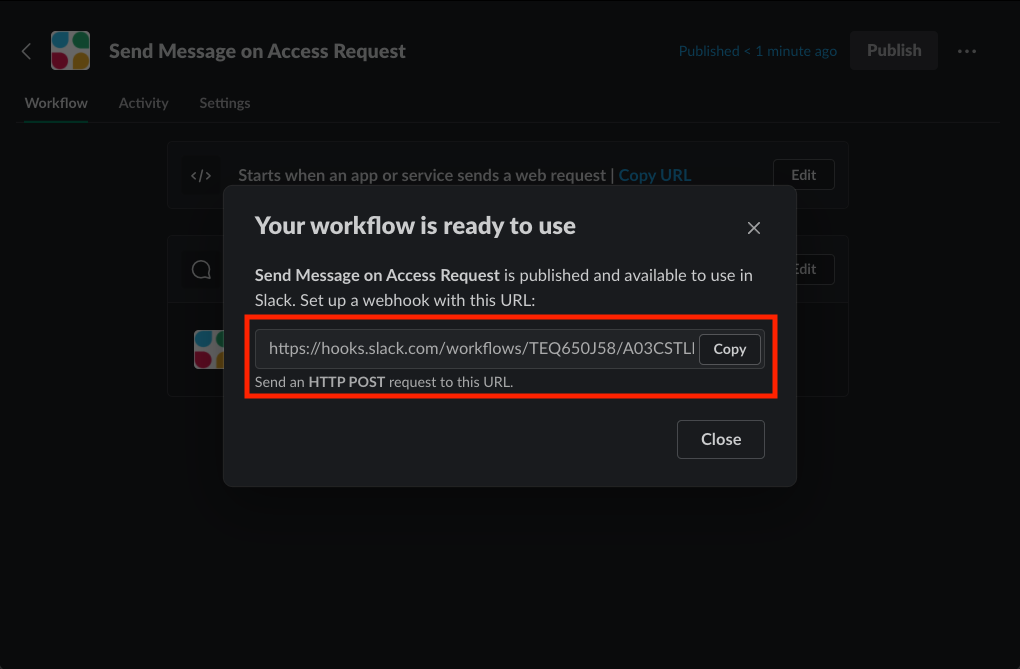 Send Message on Access Request
Published < 1 minute ago
Publish
Workflow
Activity
Settings
</>
Starts when an app or service sends a web request | Copy URL
Edit
Your workflow is ready to use
Edit
Send Message on Access Request is published and available to use in
Slack. Set up a webhook with this URL:
https://hooks.slack.com/workflows/TEQ650J58/A03CSTL
Copy
Send an HTTP POST request to this URL.
Close